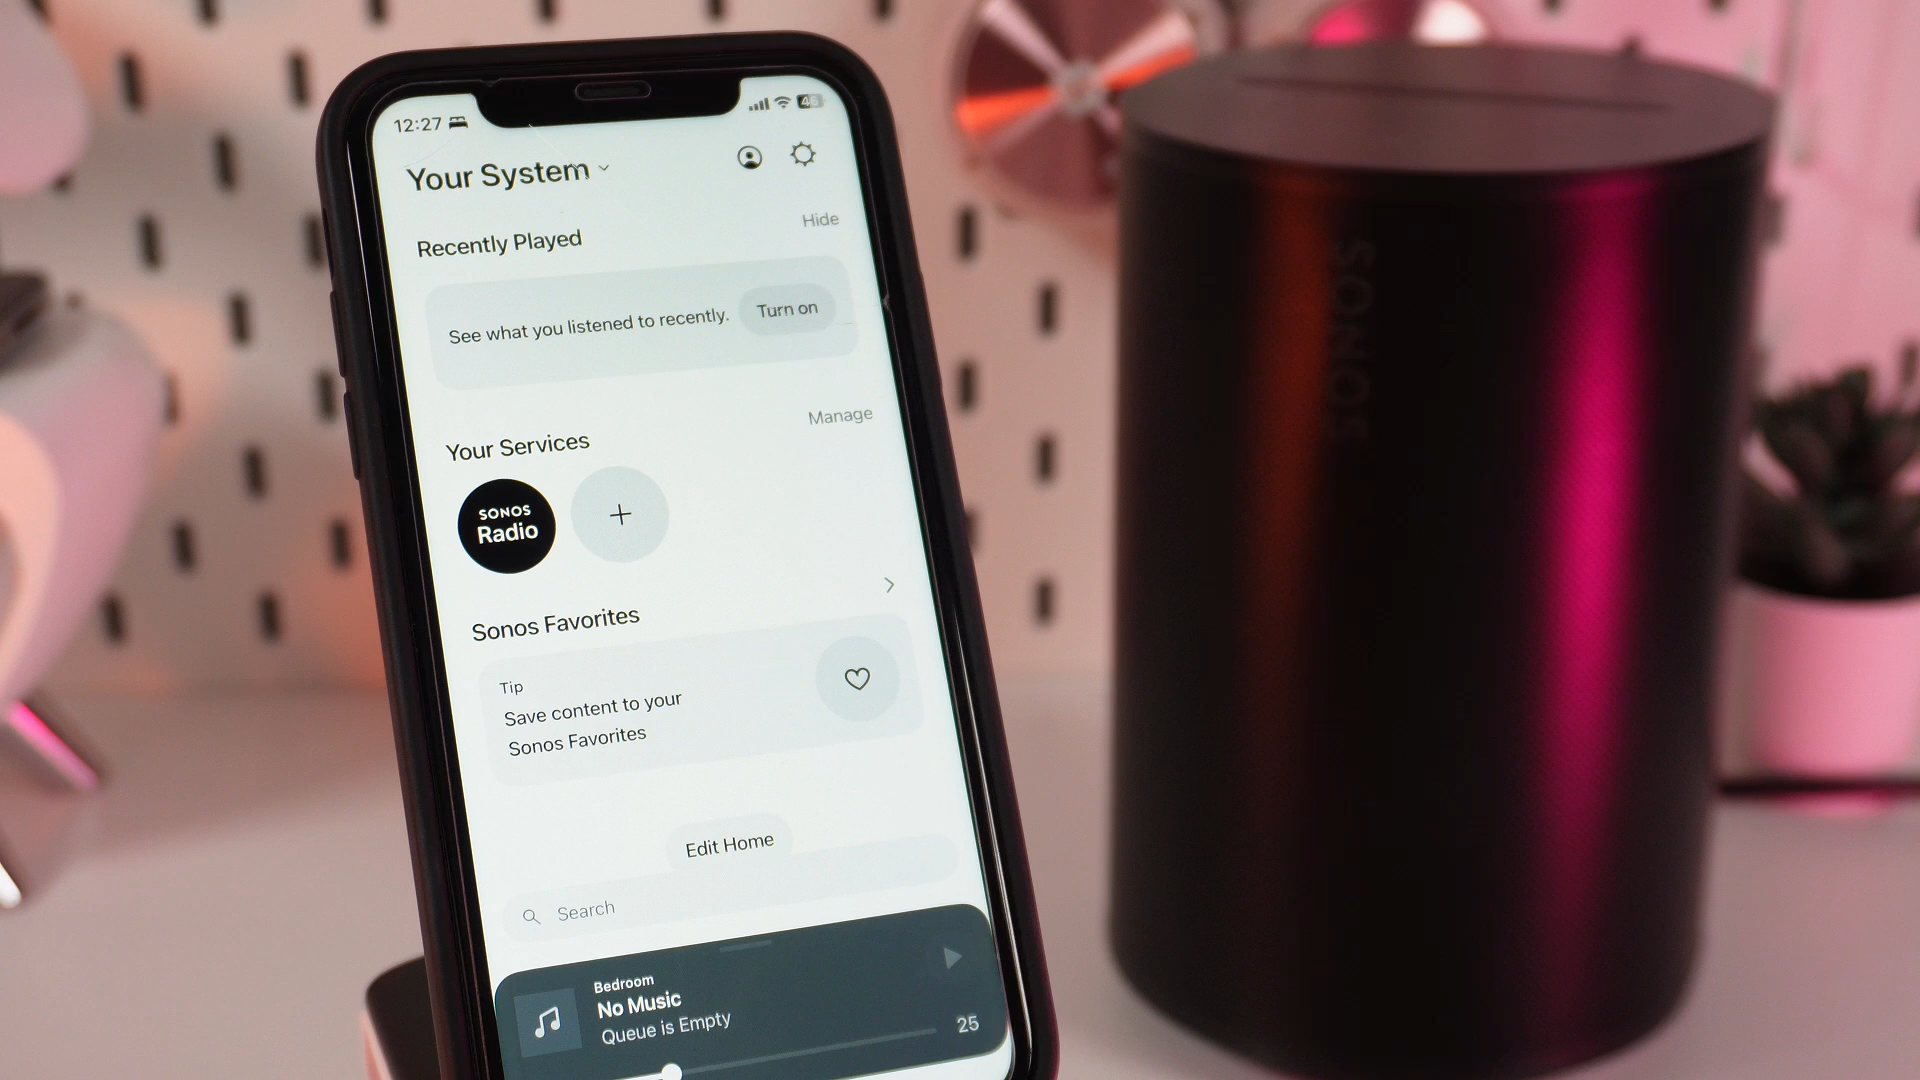 12:27
46
Your System
Recently Played
Hide
See what you listened to recently.
Turn on
Your Services
Manage
SONOS
Radio
Sonos Favorites
Tip
Save content to your
Sonos Favorites
Edit Home
Search
Bedroom
No Music
Queue is Empty
25
SONOS